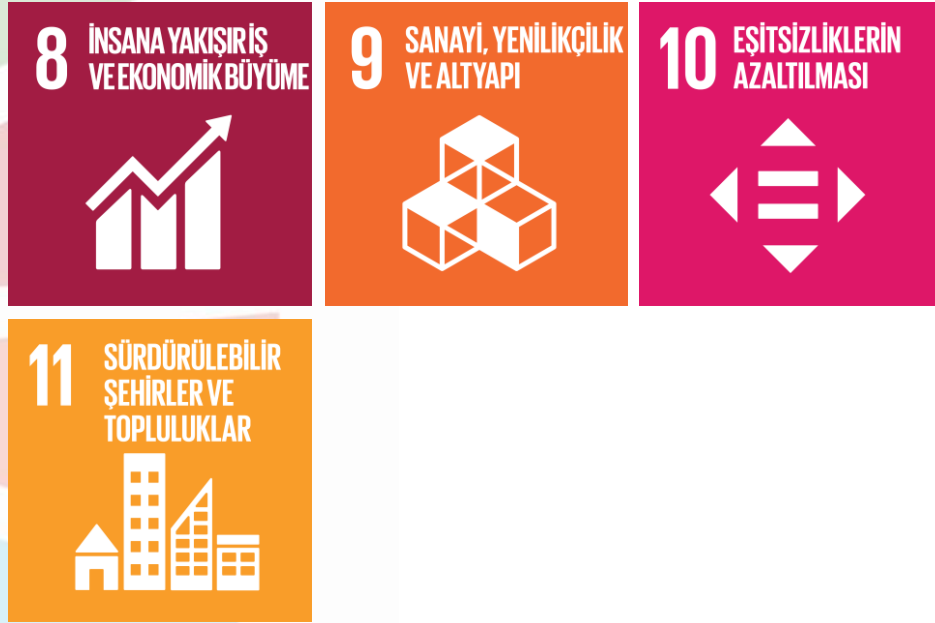 8 İNSANA YAKIŞIR İŞ
VE EKONOMİK BÜYÜME
9 SANAYİ, YENİLİKÇİLİK
VE ALTYAPI
10 EŞİTSİZLİKLERİN
AZALTILMASI
11 SÜRDÜRÜLEBİLİR
ŞEHİRLER VE
TOPLULUKLAR